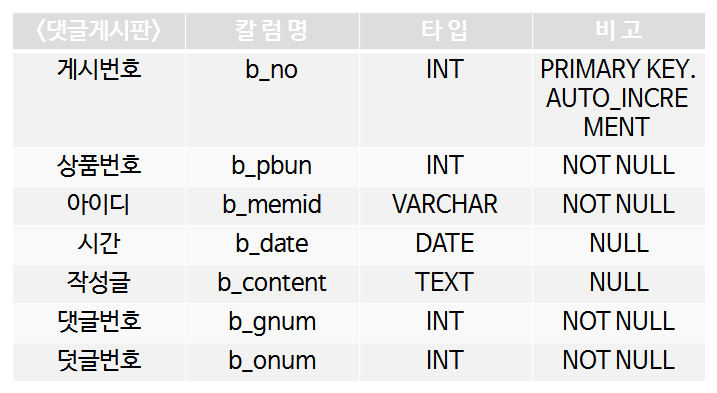 <댓글게시판> 칼 럼 명 타 입 비 고
게시번호 b_no INT PRIMARY KEY.
AUTO_INCRE
MENT
상품번호 b_pbun INT NOT NULL
아이디 b_memid VARCHAR NOT NULL
시간 b_date DATE NULL
작성글 b_content TEXT NULL
댓글번호 b_gnum INT NOT NULL
덧글번호 b_onum INT NOT NULL